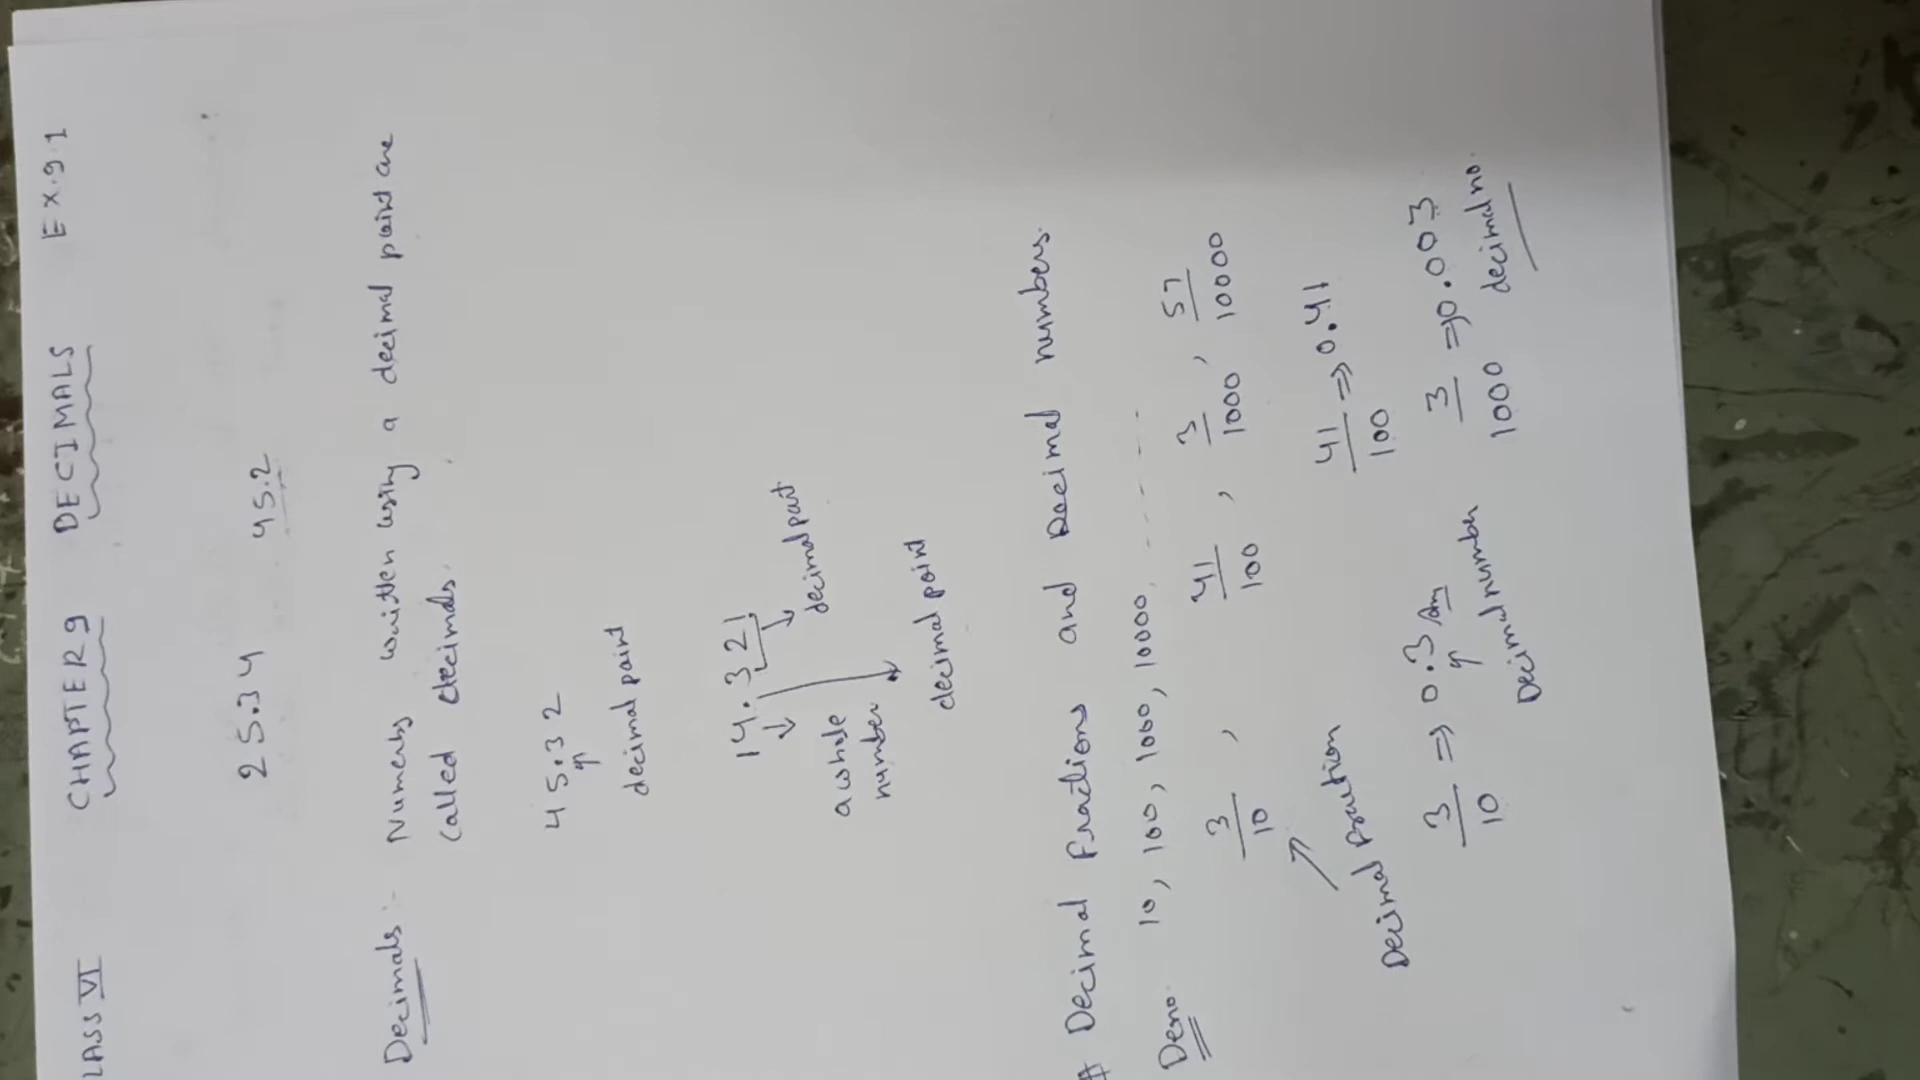 LASS VI CHAPTER 9 DECIMALS EX.9.1
25.34 45.2
Decimals :- Numers written using a decimal point are
called decimals.
45.32
decimal point
14.321
a whole decimal part
number
decimal point
# Decimal Fractions and Decimal numbers.
Deno. 10, 100, 1000, 10000, - - - - - -
3/10 , 41/100 , 3/1000 , 57/10000
Decimal fraction
3/10 => 0.3 Ans 41/100 => 0.41
Decimal number
3/1000 => 0.003
decimal no.